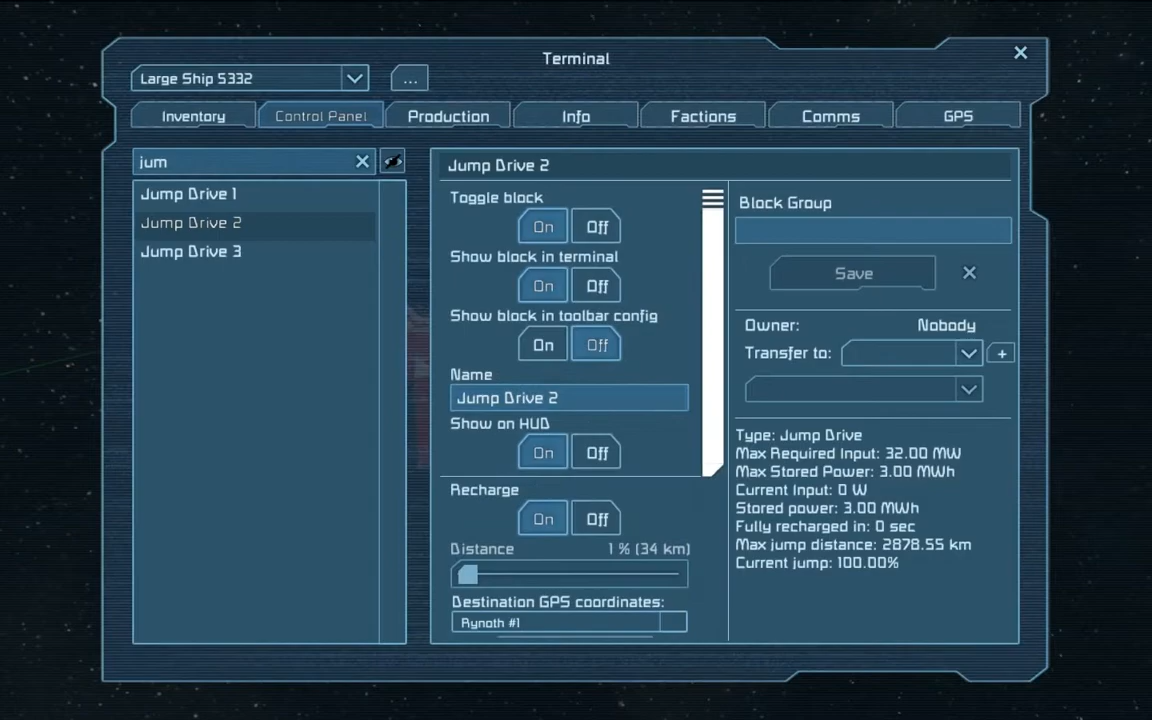 Terminal
Large Ship 5332
...
Inventory
Control Panel
Production
Info
Factions
Comms
GPS
jum
Jump Drive 1
Jump Drive 2
Jump Drive 3
Jump Drive 2
Toggle block
On Off
Show block in terminal
On Off
Show block in toolbar config
On Off
Name
Jump Drive 2
Show on HUD
On Off
Recharge
On Off
Distance 1 % (34 km)
Destination GPS coordinates:
Rynoth #1
Block Group
Save
Owner: Nobody
Transfer to:
Type: Jump Drive
Max Required Input: 32.00 MW
Max Stored Power: 3.00 MWh
Current Input: 0 W
Stored power: 3.00 MWh
Fully recharged in: 0 sec
Max jump distance: 2878.55 km
Current jump: 100.00%